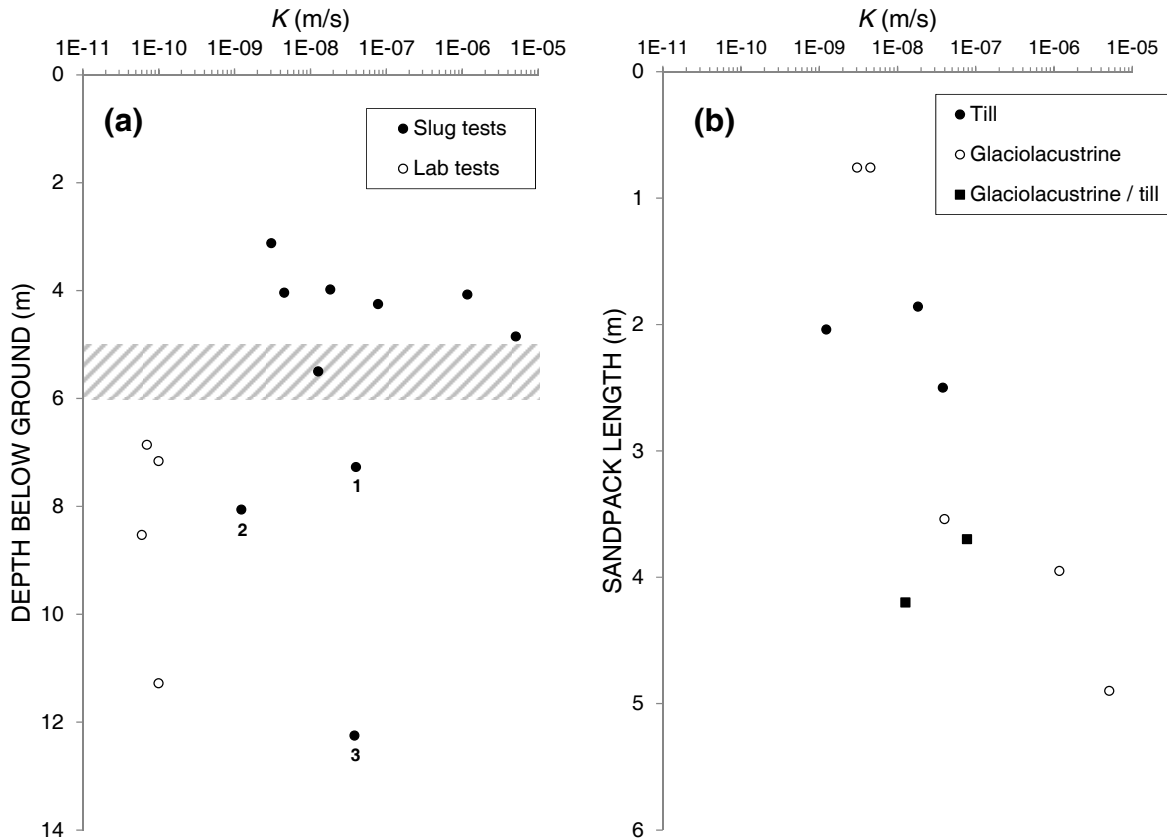 K (m/s)
1E-11 1E-10 1E-09 1E-08 1E-07 1E-06 1E-05
0
2
4
6
8
10
12
14
DEPTH BELOW GROUND (m)
(a)
Slug tests
Lab tests
1
2
3
K (m/s)
1E-11 1E-10 1E-09 1E-08 1E-07 1E-06 1E-05
0
1
2
3
4
5
6
SANDPACK LENGTH (m)
(b)
Till
Glaciolacustrine
Glaciolacustrine / till